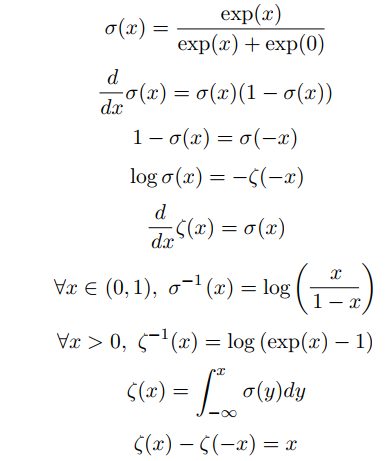 σ(x) = exp(x) / (exp(x) + exp(0))
d/dx σ(x) = σ(x)(1 − σ(x))
1 − σ(x) = σ(−x)
log σ(x) = −ζ(−x)
d/dx ζ(x) = σ(x)
∀x ∈ (0, 1), σ⁻¹(x) = log (x / (1 − x))
∀x > 0, ζ⁻¹(x) = log (exp(x) − 1)
ζ(x) = ∫_{−∞}^{x} σ(y)dy
ζ(x) − ζ(−x) = x